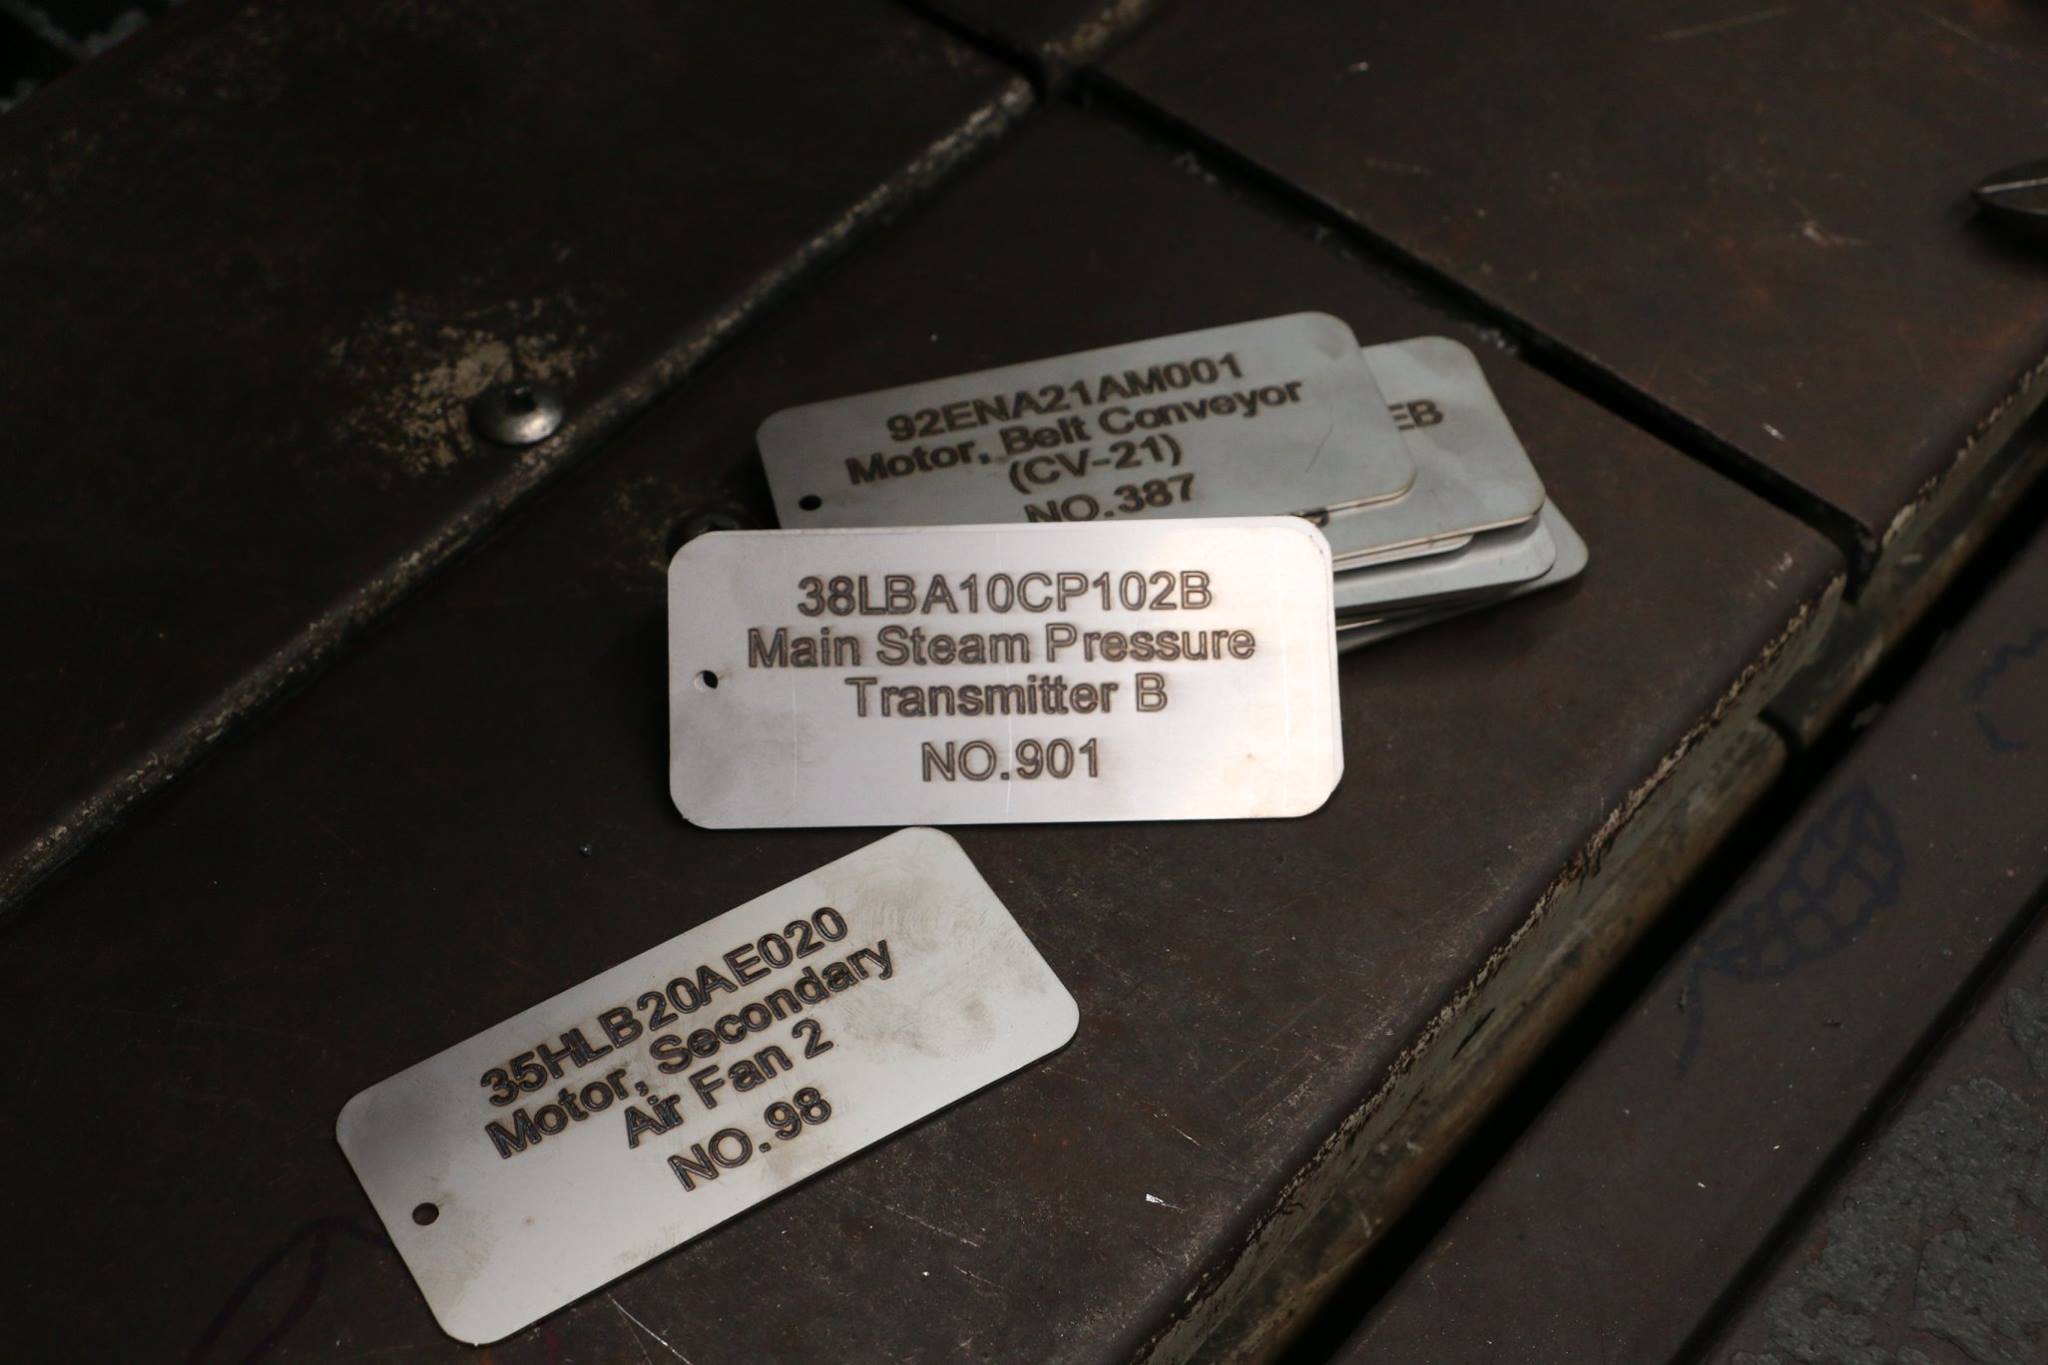 92ENA21AM001
Motor, Belt Conveyor
(CV-21)
NO.387
EB
38LBA10CP102B
Main Steam Pressure
Transmitter B
NO.901
35HLB20AE020
Motor, Secondary
Air Fan 2
NO.98